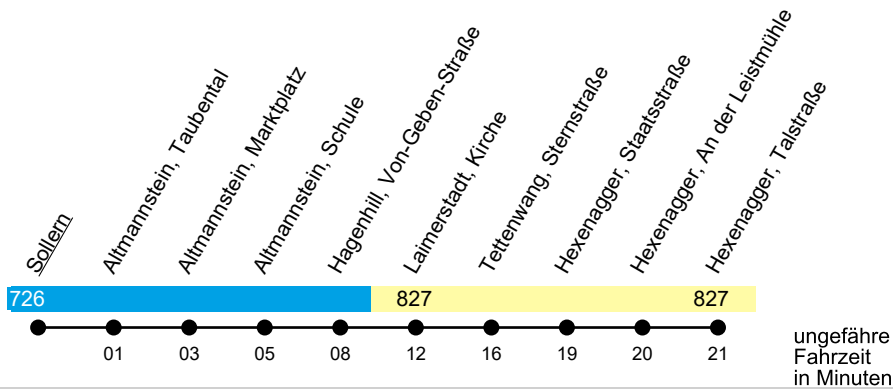 Sollern
Altmannstein, Taubental
Altmannstein, Marktplatz
Altmannstein, Schule
Hagenhill, Von-Geben-Straße
Laimerstadt, Kirche
Tettenwang, Sternstraße
Hexenagger, Staatsstraße
Hexenagger, An der Leistmühle
Hexenagger, Talstraße
726 827 827
01 03 05 08 12 16 19 20 21
ungefähre
Fahrzeit
in Minuten